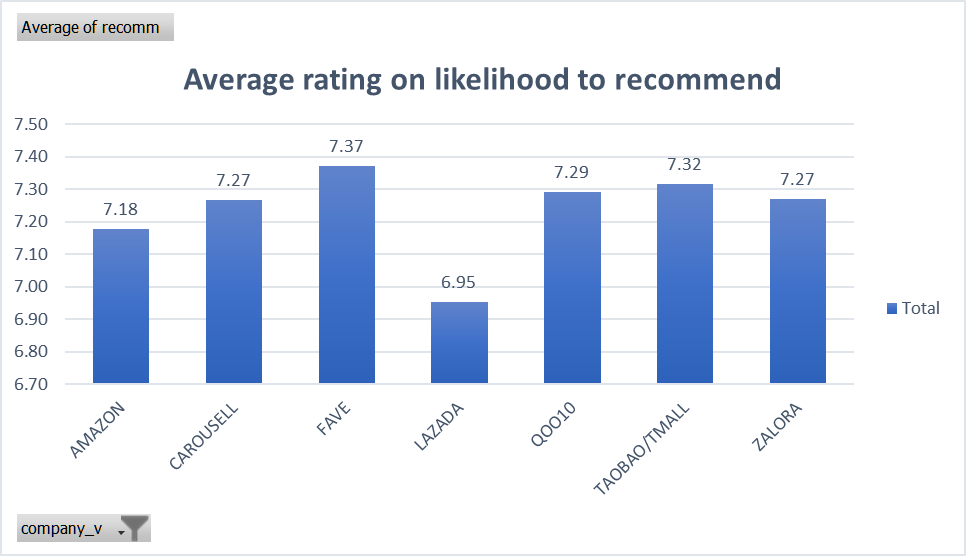 Average of recomm
Average rating on likelihood to recommend
7.50
7.40
7.30
7.20
7.10
7.00
6.90
6.80
6.70
7.18
7.27
7.37
6.95
7.29
7.32
7.27
AMAZON
CAROUSELL
FAVE
LAZADA
QOO10
TAOBAO/TMALL
ZALORA
Total
company_v